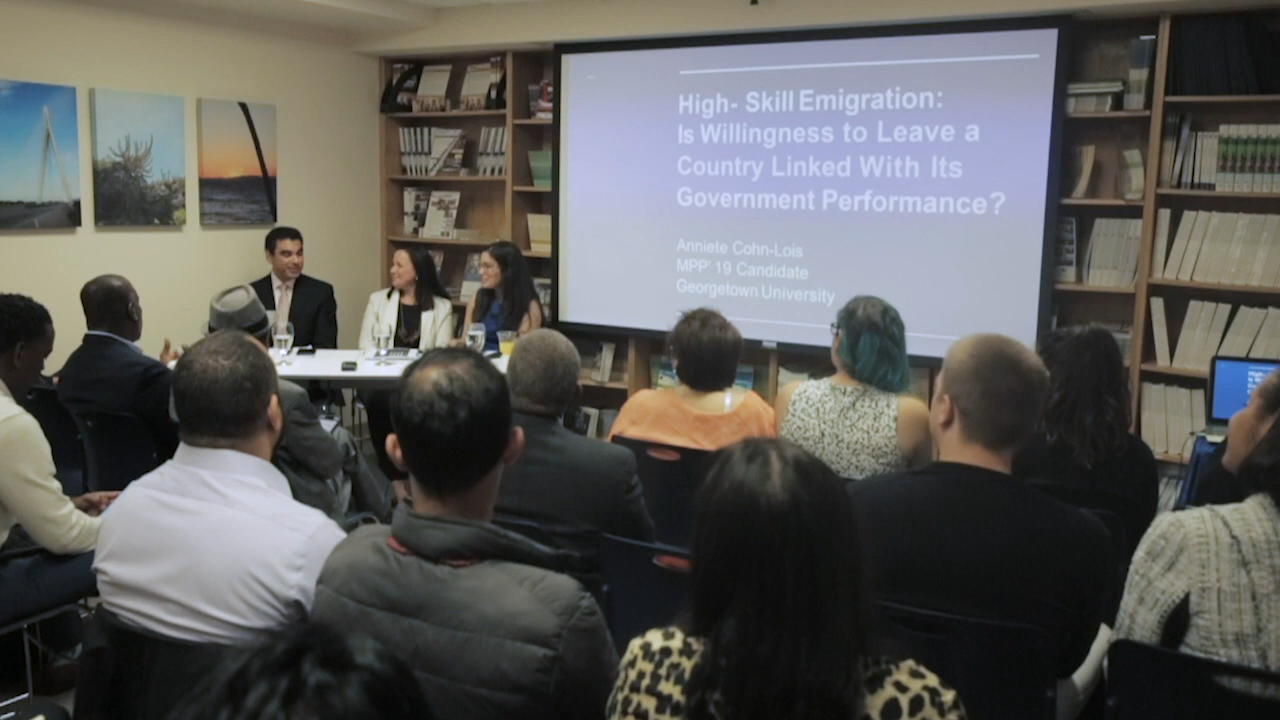 High- Skill Emigration:
Is Willingness to Leave a
Country Linked With Its
Government Performance?
Anniete Cohn-Lois
MPP' 19 Candidate
Georgetown University